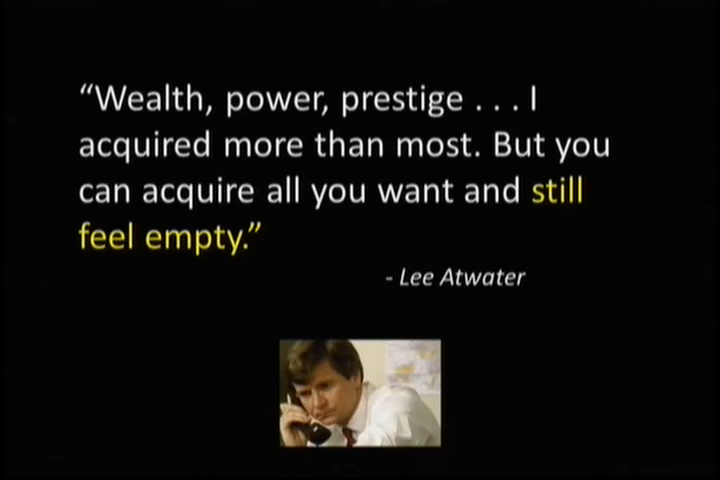 “Wealth, power, prestige . . . I
acquired more than most. But you
can acquire all you want and still
feel empty.”
- Lee Atwater